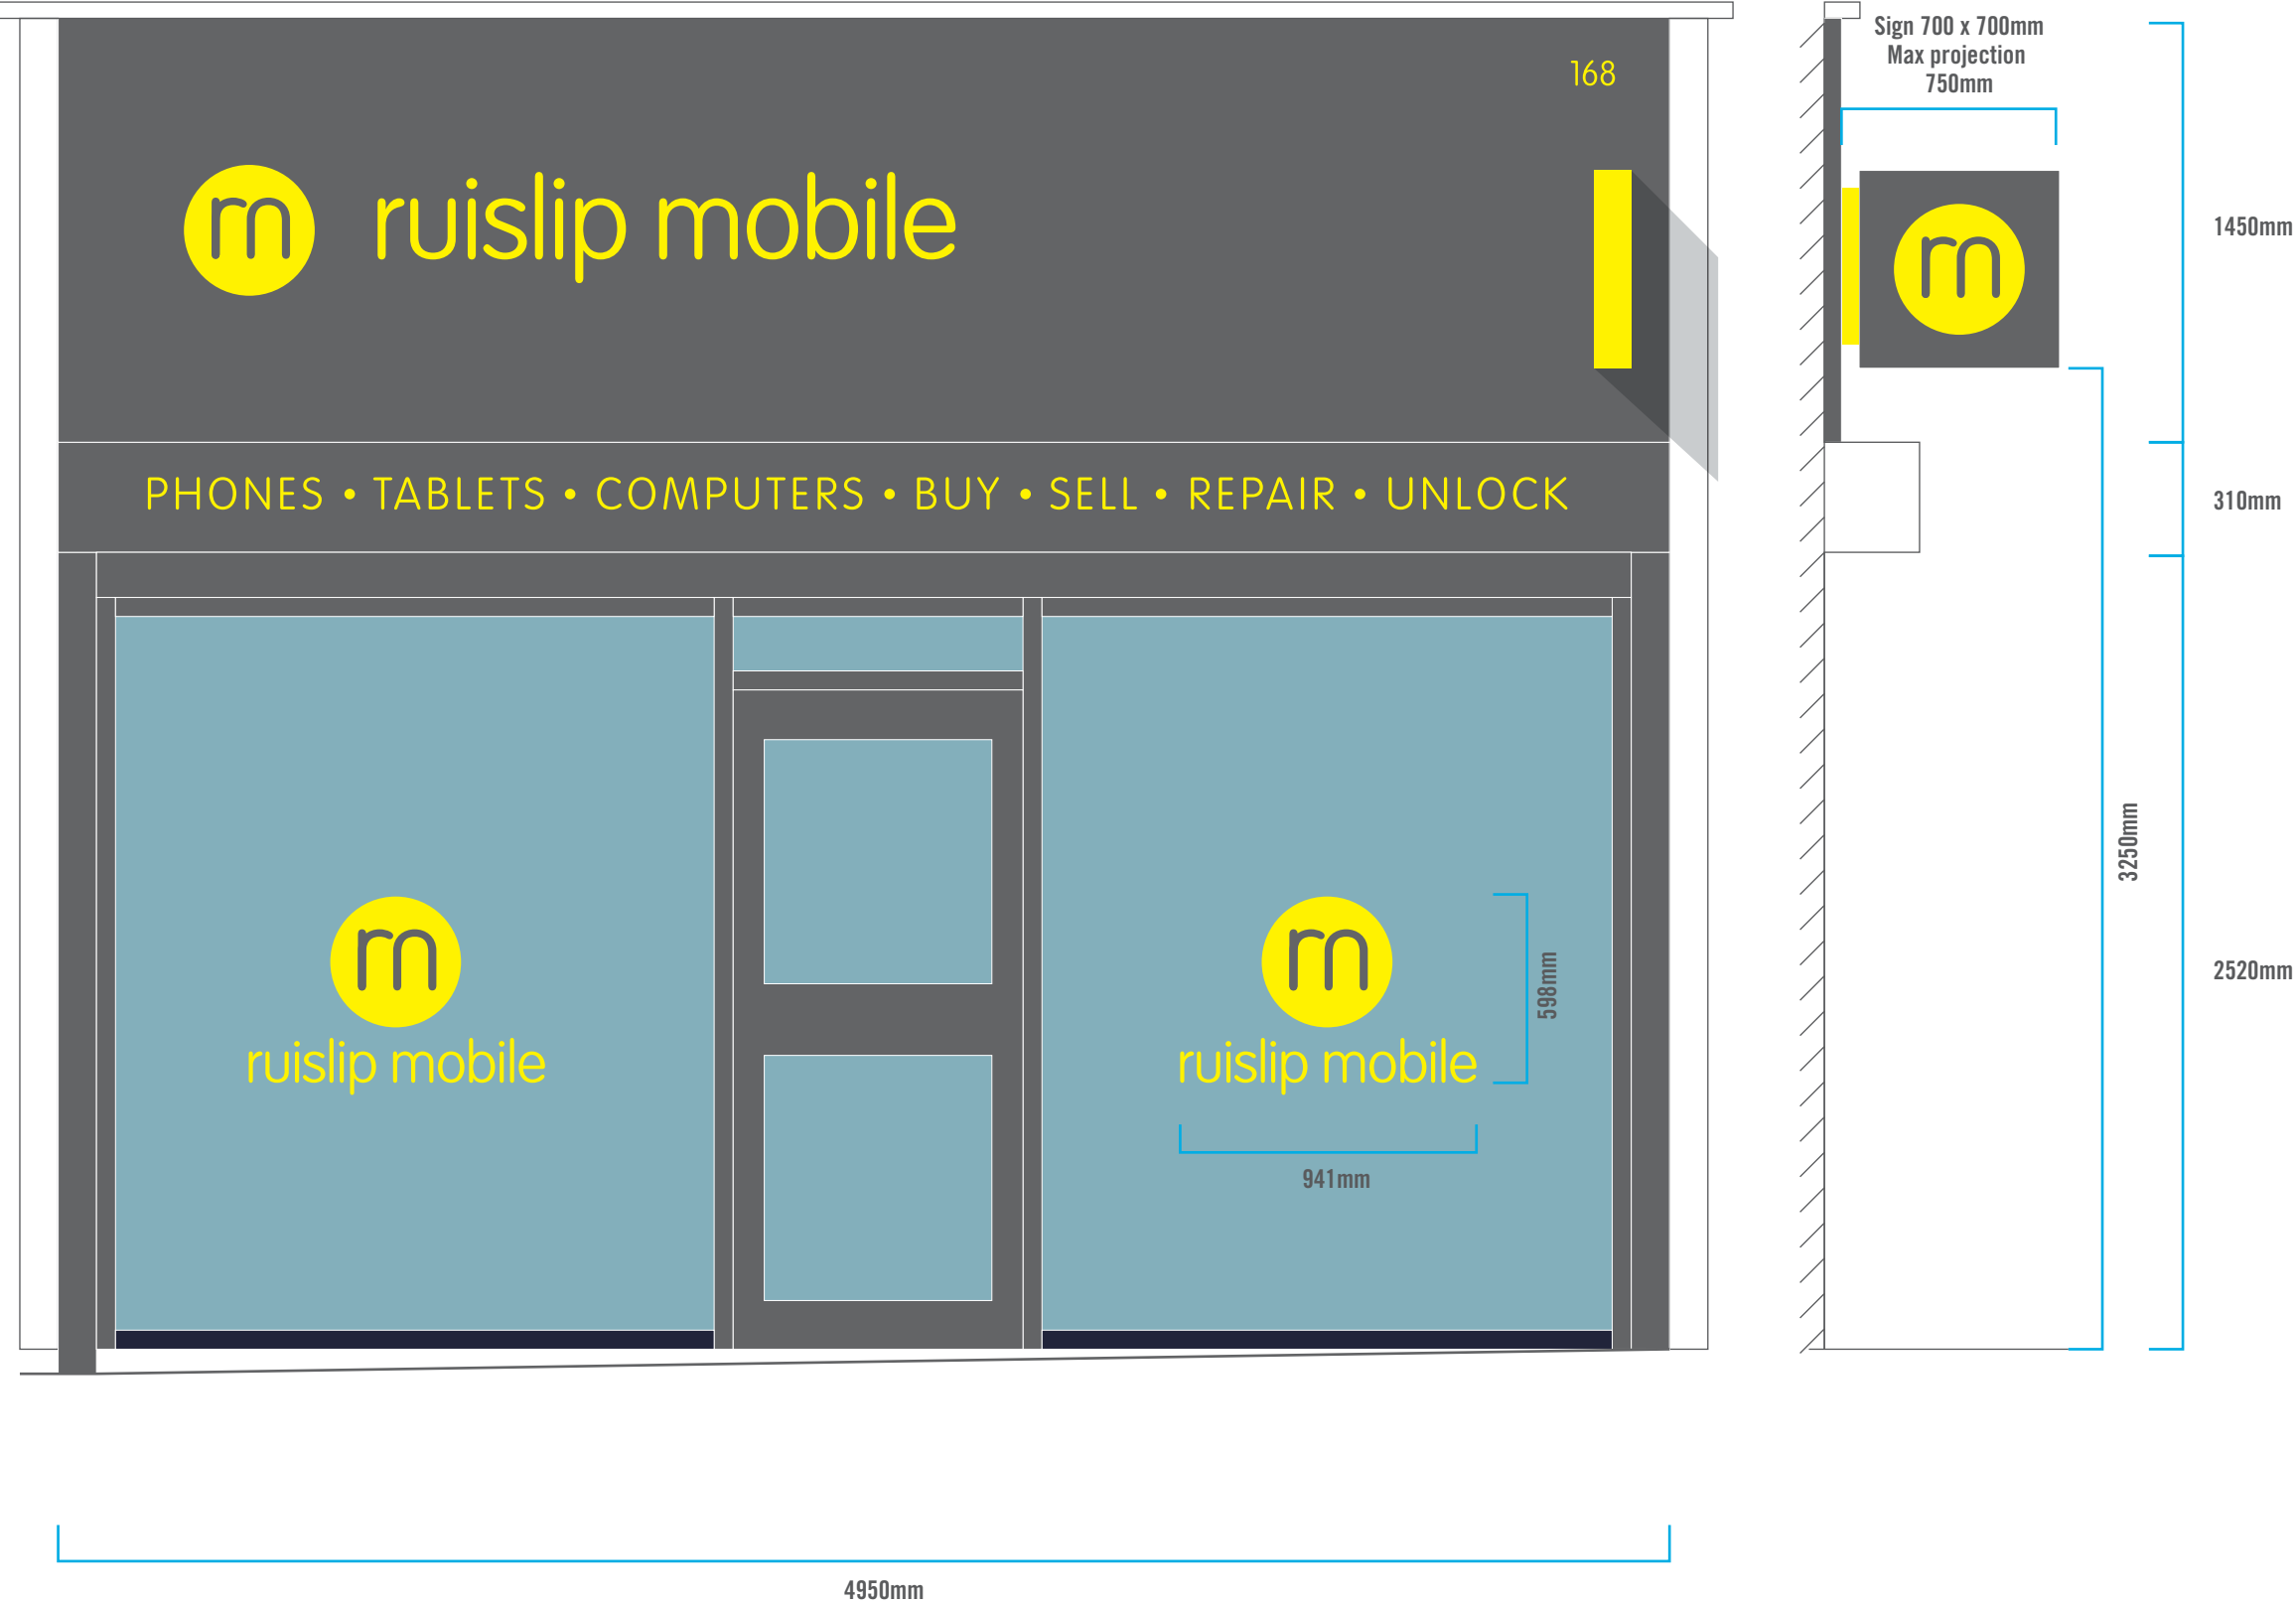 Sign 700 x 700mm
Max projection
750mm
168
m ruislip mobile
m
1450mm
PHONES • TABLETS • COMPUTERS • BUY • SELL • REPAIR • UNLOCK
310mm
3250mm
m
ruislip mobile
m
ruislip mobile
598mm
941mm
2520mm
4950mm